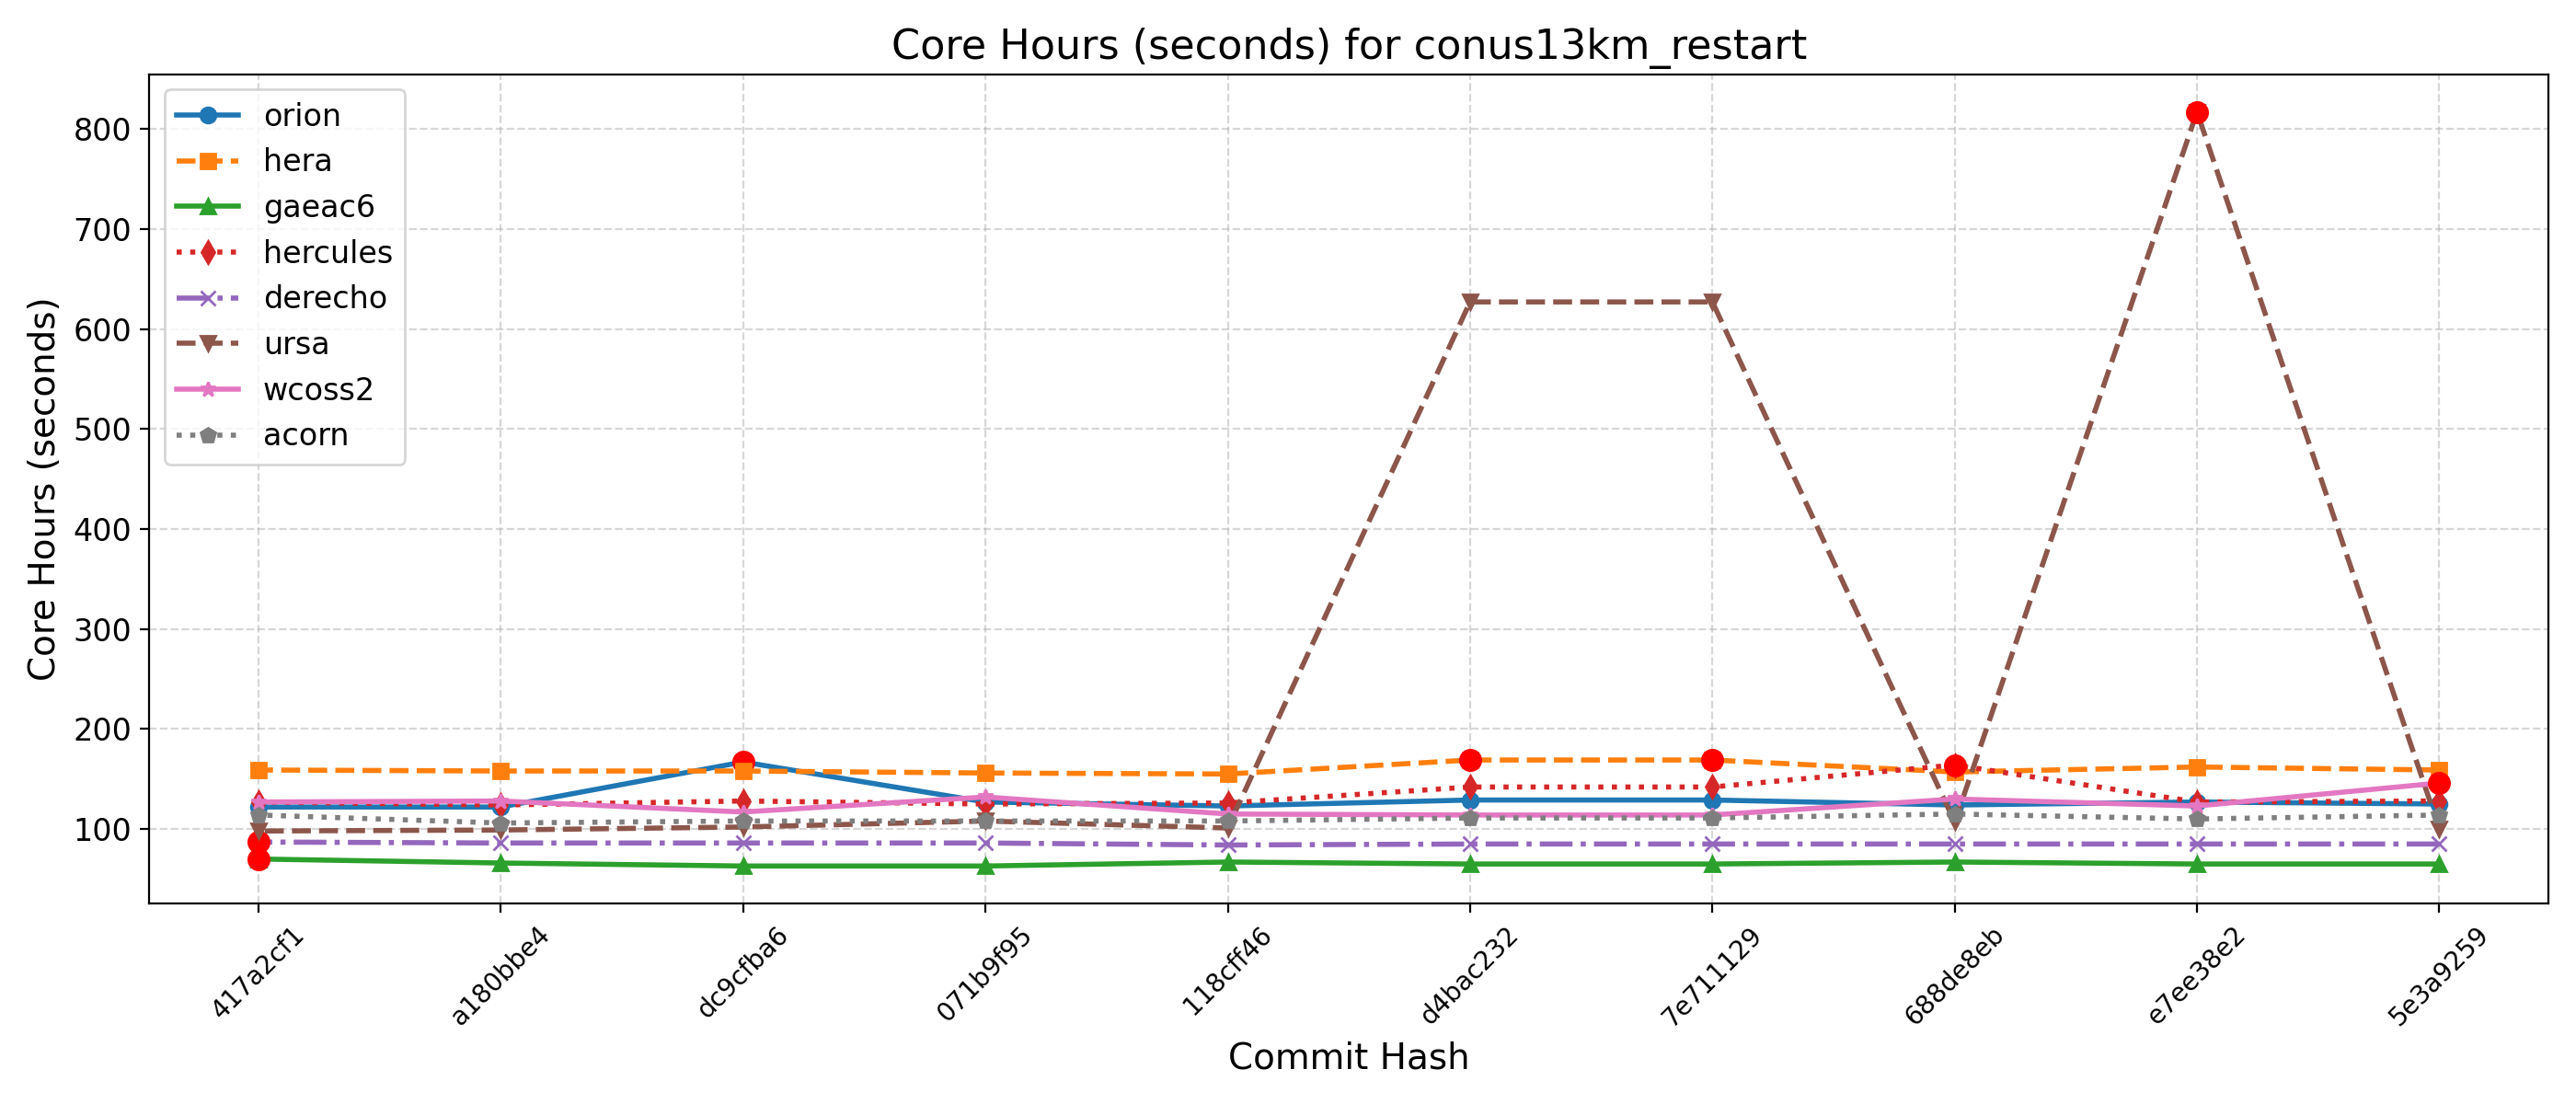 Core Hours (seconds) for conus13km_restart
Core Hours (seconds)
800
700
600
500
400
300
200
100
orion
hera
gaeac6
hercules
derecho
ursa
wcoss2
acorn
417a2cf1
a180bbe4
dc9cfba6
071b9f95
118cff46
d4bac232
7e711129
688de8eb
e7ee38e2
5e3a9259
Commit Hash